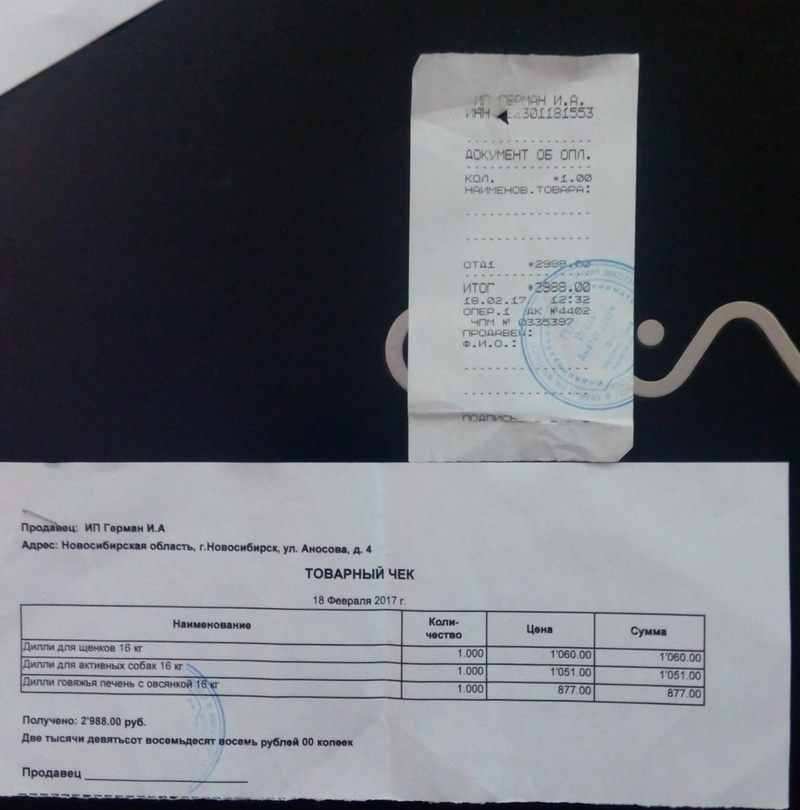 ИП ГЕРМАН И.А.
301181553
ДОКУМЕНТ ОБ ОПЛ.
КОЛ. *1.00
НАИМЕНОВ.ТОВАРА:
ОТД1 *2988.00
ИТОГ *2988.00
18.02.17 12:32
ОПЕР.1 ДК №4402
ЧПМ № 0335397
ПРОДАВЕЦ:
Ф.И.О.:
ПОДПИСЬ
Продавец: ИП Герман И.А
Адрес: Новосибирская область, г.Новосибирск, ул. Аносова, д. 4
ТОВАРНЫЙ ЧЕК
18 Февраля 2017 г.
Наименование Коли-чество Цена Сумма
Дилли для щенков 16 кг 1.000 1'060.00 1'060.00
Дилли для активных собак 16 кг 1.000 1'051.00 1'051.00
Дилли говяжья печень с овсянкой 16 кг 1.000 877.00 877.00
Получено: 2'988.00 руб.
Две тысячи девятьсот восемьдесят восемь рублей 00 копеек
Продавец